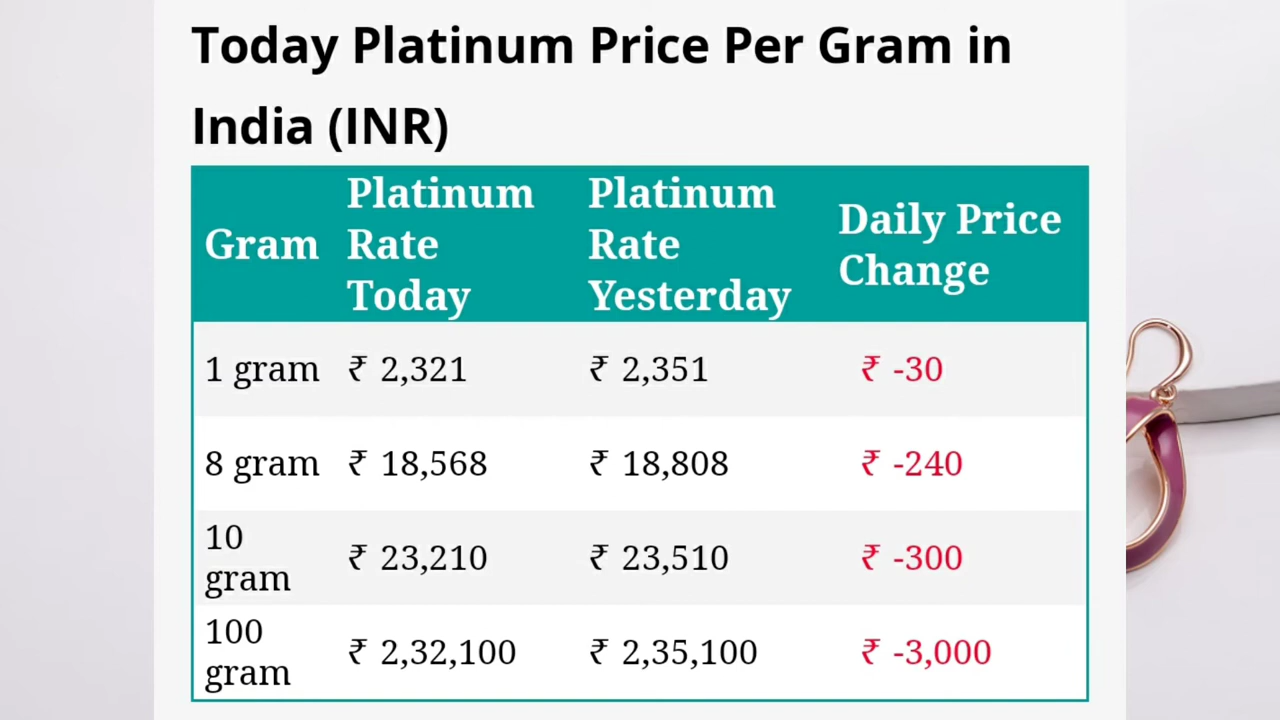 Today Platinum Price Per Gram in
India (INR)
Gram
Platinum
Rate
Today
Platinum
Rate
Yesterday
Daily Price
Change
1 gram ₹ 2,321 ₹ 2,351 ₹ -30
8 gram ₹ 18,568 ₹ 18,808 ₹ -240
10
gram
₹ 23,210 ₹ 23,510 ₹ -300
100
gram
₹ 2,32,100 ₹ 2,35,100 ₹ -3,000